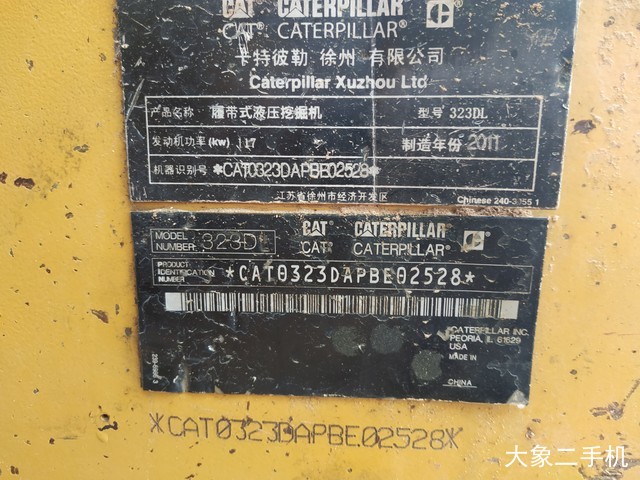 CAT CATERPILLAR
CAT® CATERPILLAR®
卡特彼勒 徐州 有限公司
Caterpillar Xuzhou Ltd
产品名称 履带式液压挖掘机 型号 323DL
发动机功率(kw) 117 制造年份 2011
机器识别号 *CAT0323DAPBE02528*
江苏省徐州市经济开发区 Chinese 240-3355 1
MODEL NUMBER 323DL CAT CATERPILLAR
CAT® CATERPILLAR®
PRODUCT IDENTIFICATION NUMBER *CAT0323DAPBE02528*
CATERPILLAR INC.
PEORIA, IL 61629
USA
MADE IN
CHINA
*CAT0323DAPBE02528*
大象二手机